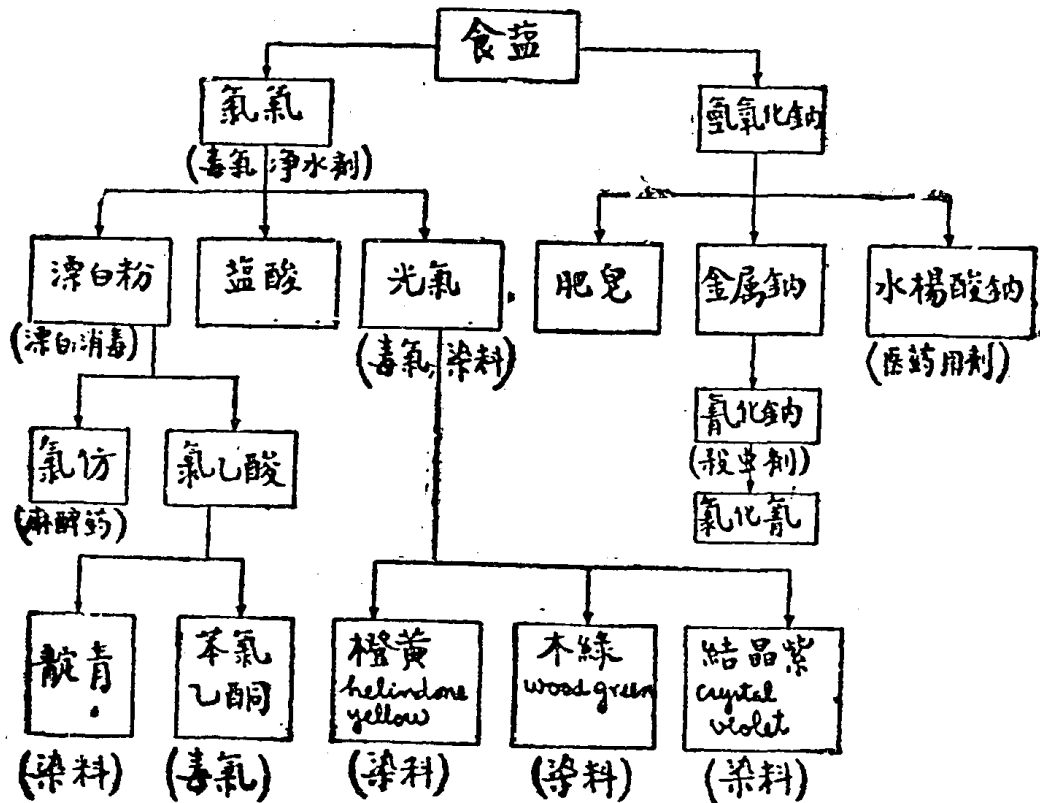 食塩
氯氣
氫氧化鈉
(毒氣 淨水劑)
漂白粉
塩酸
光氣
肥皂
金属鈉
水楊酸鈉
(漂白,消毒)
(毒氣,染料)
(医药用剤)
氯仿
氯乙酸
氰化鈉
(殺虫劑)
(麻醉药)
氯化氰
靛青
苯氯
乙酮
橙黃
helindone
yellow
木綠
wood green
結晶紫
crystal
violet
(染料)
(毒氣)
(染料)
(染料)
(染料)